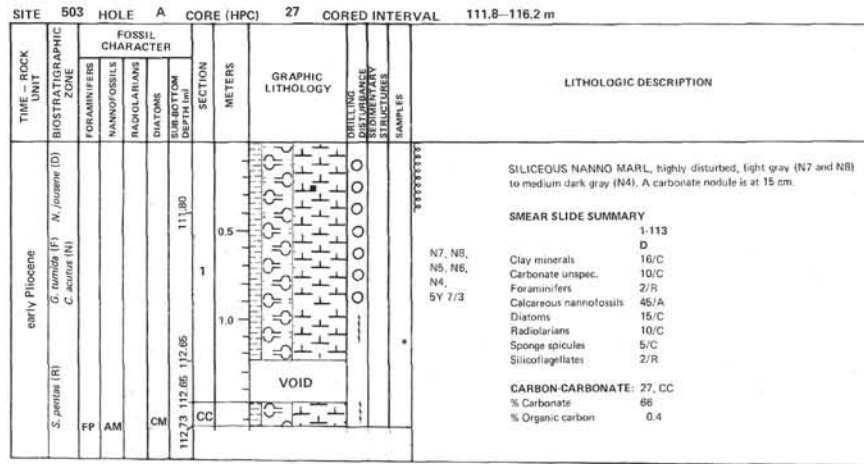 SITE 503 HOLE A CORE (HPC) 27 CORED INTERVAL 111.8–116.2 m
TIME – ROCK UNIT
BIOSTRATIGRAPHIC ZONE
FOSSIL CHARACTER
FORAMINIFERS
NANNOFOSSILS
RADIOLARIANS
DIATOMS
SUB-BOTTOM DEPTH (m)
SECTION
METERS
GRAPHIC LITHOLOGY
DRILLING DISTURBANCE
SEDIMENTARY STRUCTURES
SAMPLES
LITHOLOGIC DESCRIPTION
early Pliocene
S. pentas (R)
G. tumida (F) N. jousene (D)
C. acutus (N)
FP
AM
CM
111.80
112.65
112.65
112.73
1
CC
0.5
1.0
VOID
*
N7, N8,
N5, N6,
N4,
5Y 7/3
SILICEOUS NANNO MARL, highly disturbed, light gray (N7 and N8)
to medium dark gray (N4). A carbonate nodule is at 15 cm.
SMEAR SLIDE SUMMARY
1-113
D
Clay minerals 16/C
Carbonate unspec. 10/C
Foraminifers 2/R
Calcareous nannofossils 45/A
Diatoms 15/C
Radiolarians 10/C
Sponge spicules 5/C
Silicoflagellates 2/R
CARBON-CARBONATE: 27, CC
% Carbonate 66
% Organic carbon 0.4